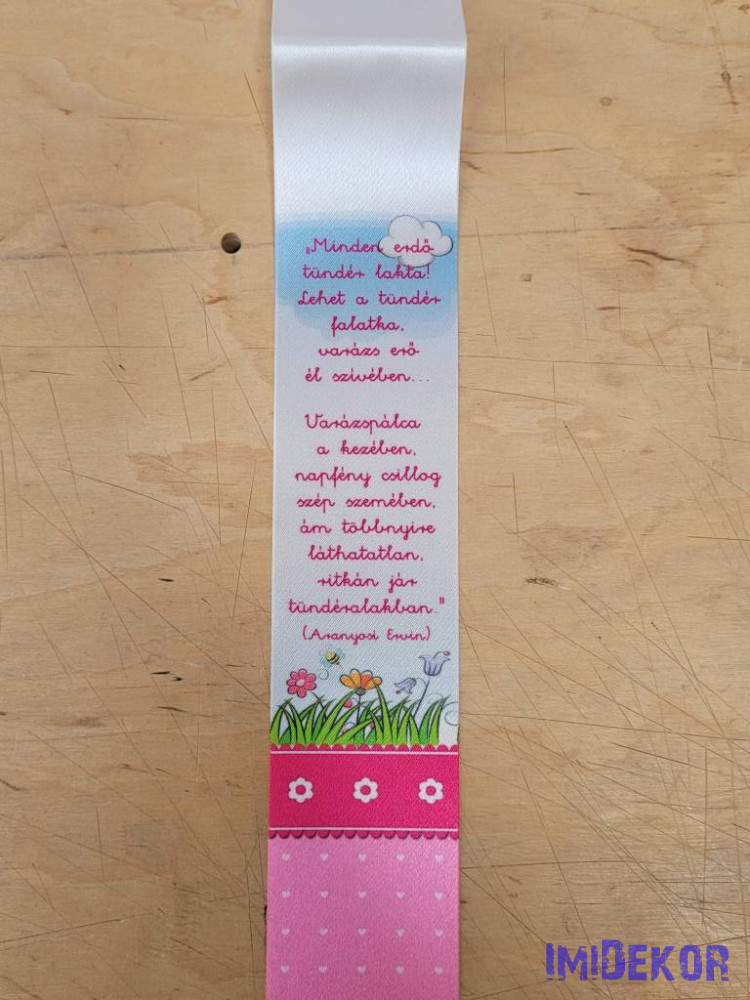 „Minden erdő
tündér lakta!
Lehet a tündér
falatka,
varázs erő
él szívében...
Varázspálca
a kezében,
napfény csillog
szép szemében,
ám többnyire
láthatatlan,
ritkán jár
tündéralakban."
(Aranyosi Ervin)
IMIDEKOR